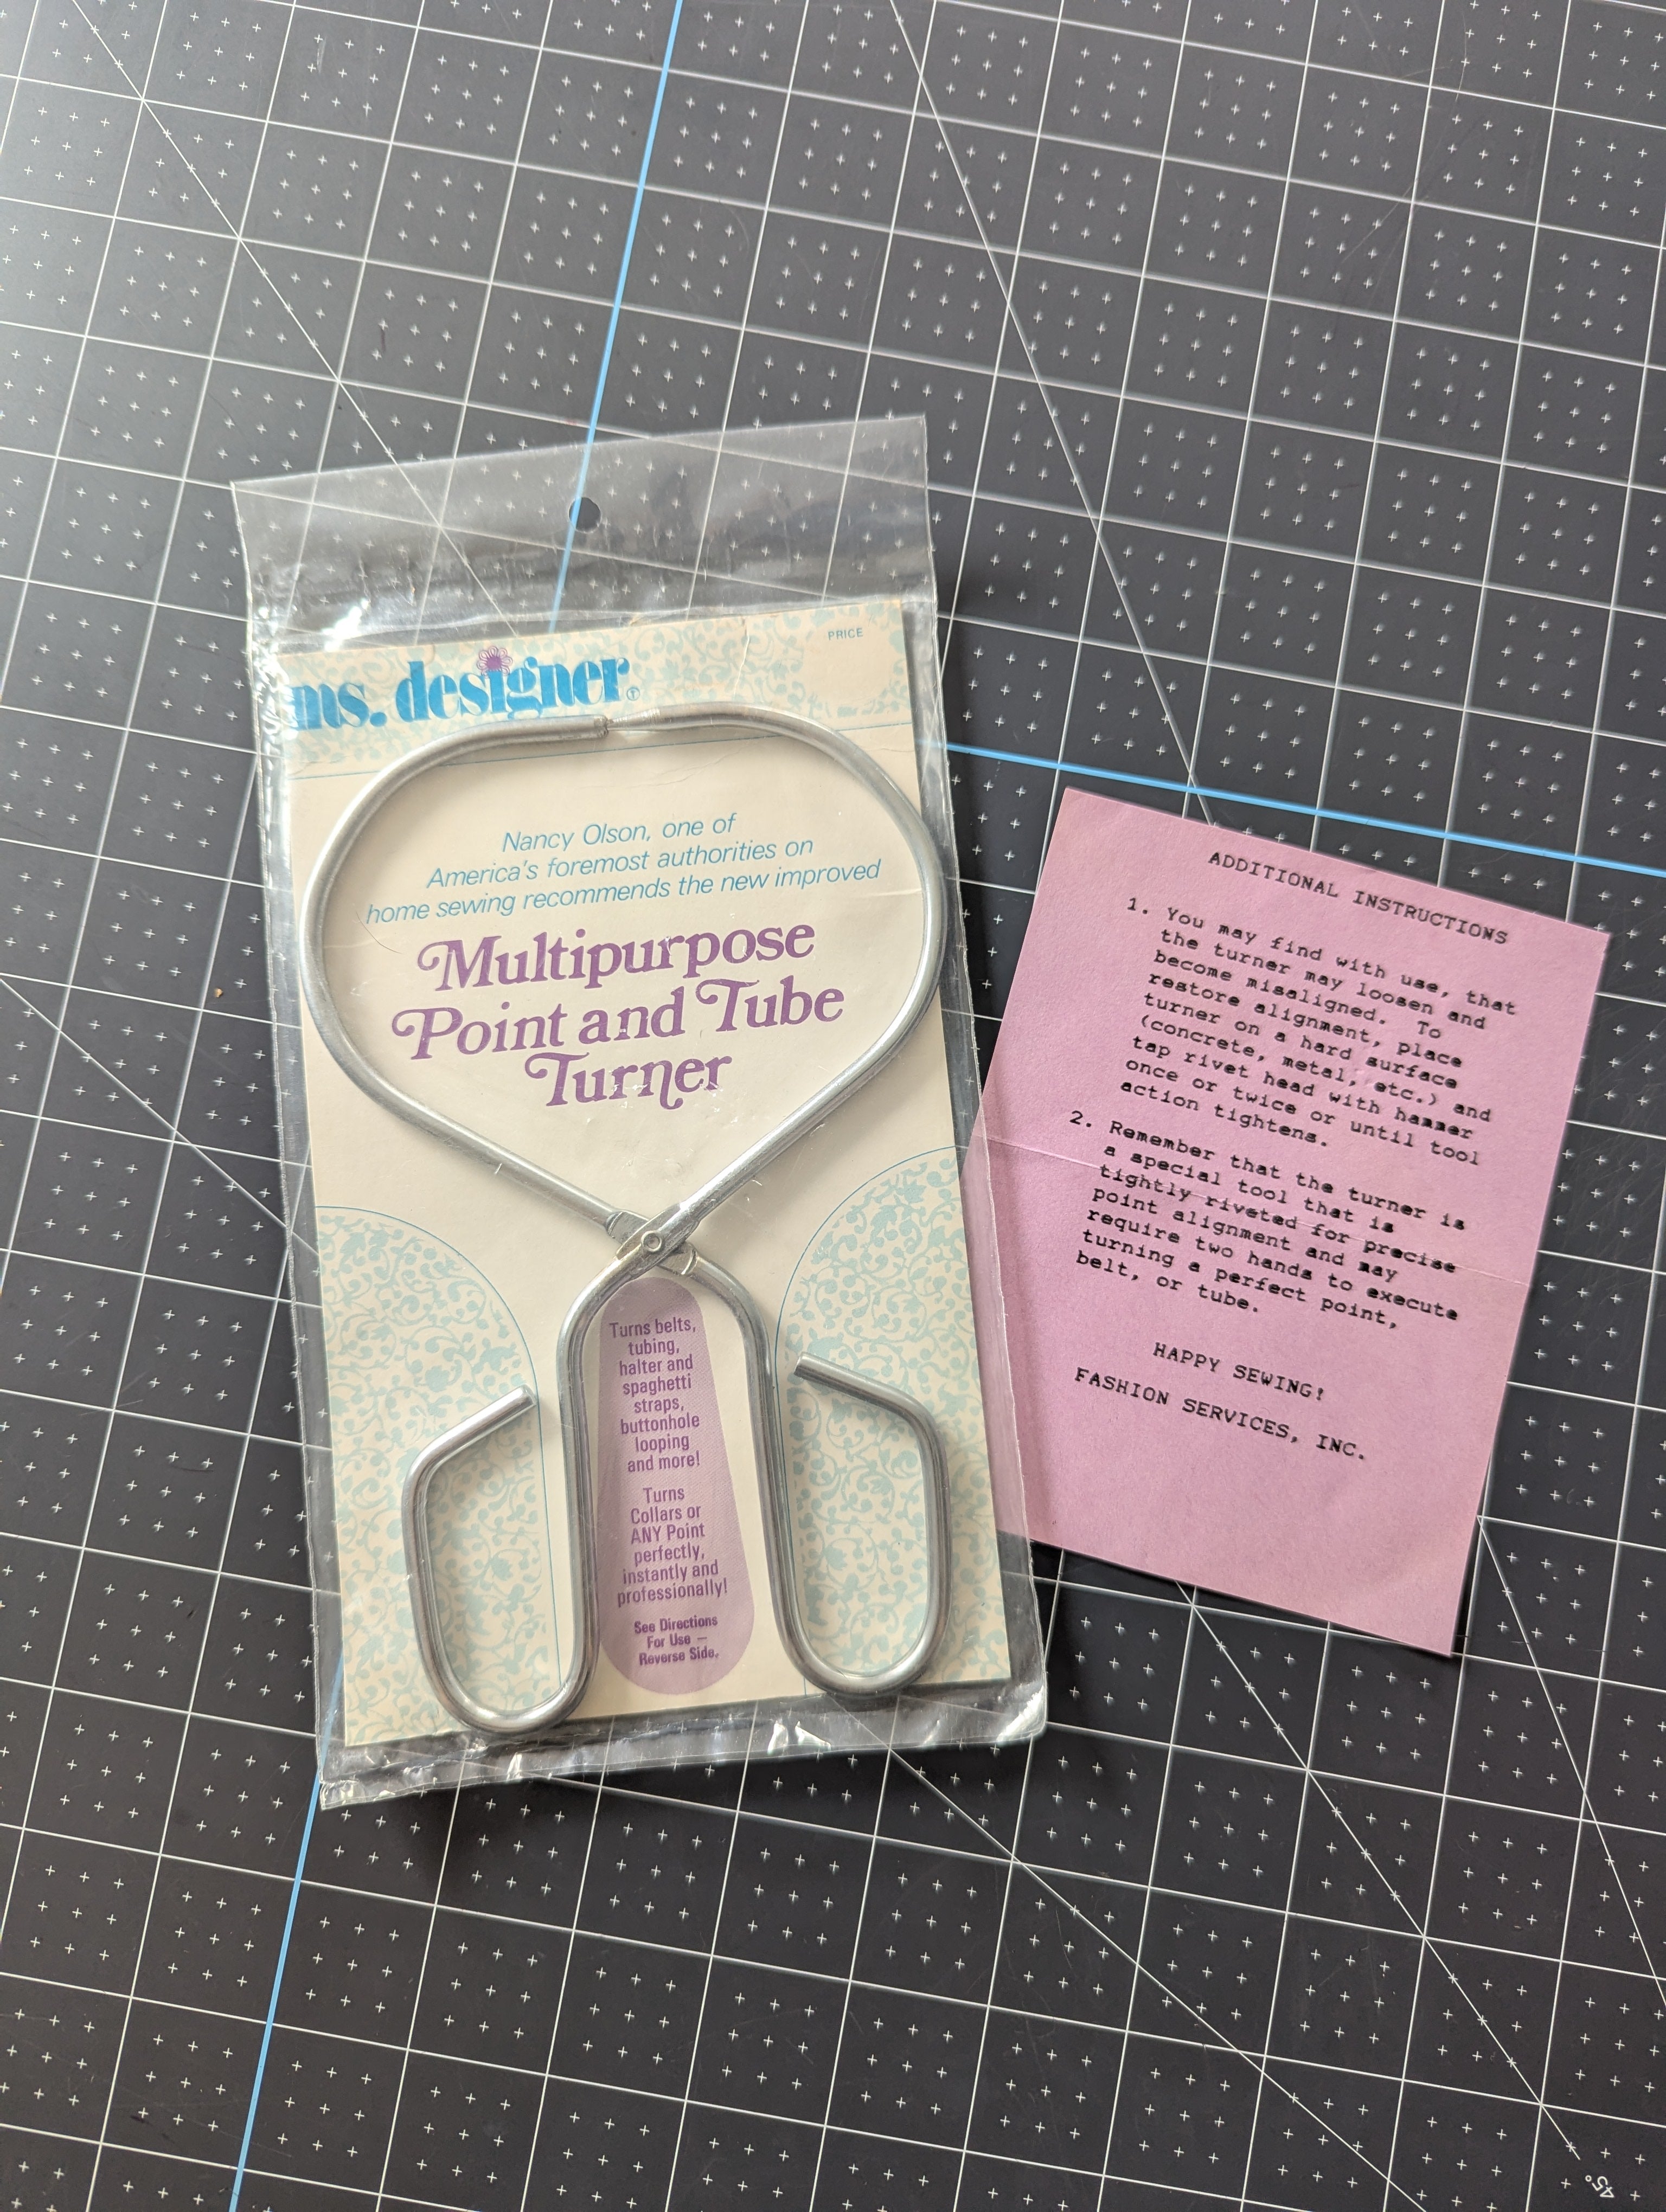 PRICE
ms. designer®
Nancy Olson, one of
America's foremost authorities on
home sewing recommends the new improved
Multipurpose
Point and Tube
Turner
Turns belts,
tubing,
halter and
spaghetti
straps,
buttonhole
looping
and more!
Turns
Collars or
ANY Point
perfectly,
instantly and
professionally!
See Directions
For Use —
Reverse Side.
ADDITIONAL INSTRUCTIONS
1. You may find with use, that
the turner may loosen and
become misaligned. To
restore alignment, place
turner on a hard surface
(concrete, metal, etc.) and
tap rivet head with hammer
once or twice or until tool
action tightens.
2. Remember that the turner is
a special tool that is
tightly riveted for precise
point alignment and may
require two hands to execute
turning a perfect point,
belt, or tube.
HAPPY SEWING!
FASHION SERVICES, INC.
45°